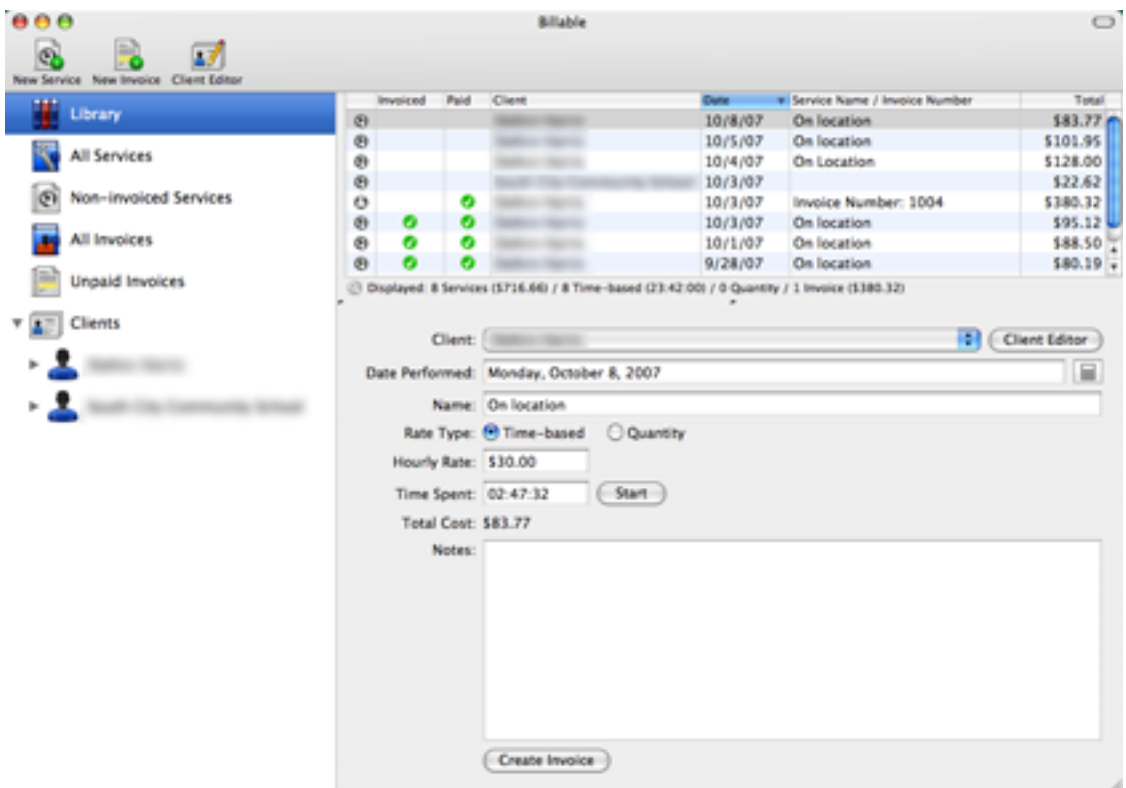 Billable
New Service New Invoice Client Editor
Library
All Services
Non-invoiced Services
All Invoices
Unpaid Invoices
Clients
Invoiced Paid Client Date Service Name / Invoice Number Total
10/8/07 On location $83.77
10/5/07 On location $101.95
10/4/07 On Location $128.00
10/3/07 $22.62
10/3/07 Invoice Number: 1004 $380.32
10/3/07 On location $95.12
10/1/07 On location $88.50
9/28/07 On location $80.19
Displayed: 8 Services ($716.66) / 8 Time-based (23:42:00) / 0 Quantity / 1 Invoice ($380.32)
Client: Client Editor
Date Performed: Monday, October 8, 2007
Name: On location
Rate Type: Time-based Quantity
Hourly Rate: $30.00
Time Spent: 02:47:32 Start
Total Cost: $83.77
Notes:
Create Invoice